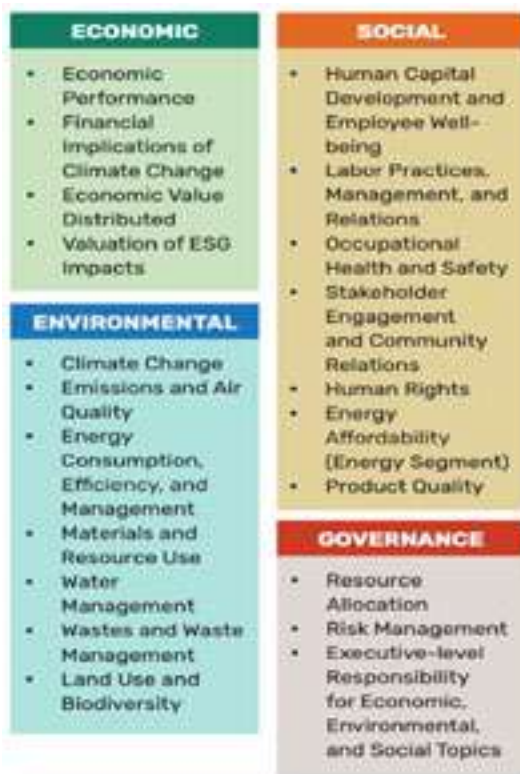 ECONOMIC
• Economic
Performance
• Financial
Implications of
Climate Change
• Economic Value
Distributed
• Valuation of ESG
Impacts
ENVIRONMENTAL
• Climate Change
• Emissions and Air
Quality
• Energy
Consumption,
Efficiency, and
Management
• Materials and
Resource Use
• Water
Management
• Wastes and Waste
Management
• Land Use and
Biodiversity
SOCIAL
• Human Capital
Development and
Employee Well-
being
• Labor Practices,
Management, and
Relations
• Occupational
Health and Safety
• Stakeholder
Engagement
and Community
Relations
• Human Rights
• Energy
Affordability
(Energy Segment)
• Product Quality
GOVERNANCE
• Resource
Allocation
• Risk Management
• Executive-level
Responsibility
for Economic,
Environmental,
and Social Topics